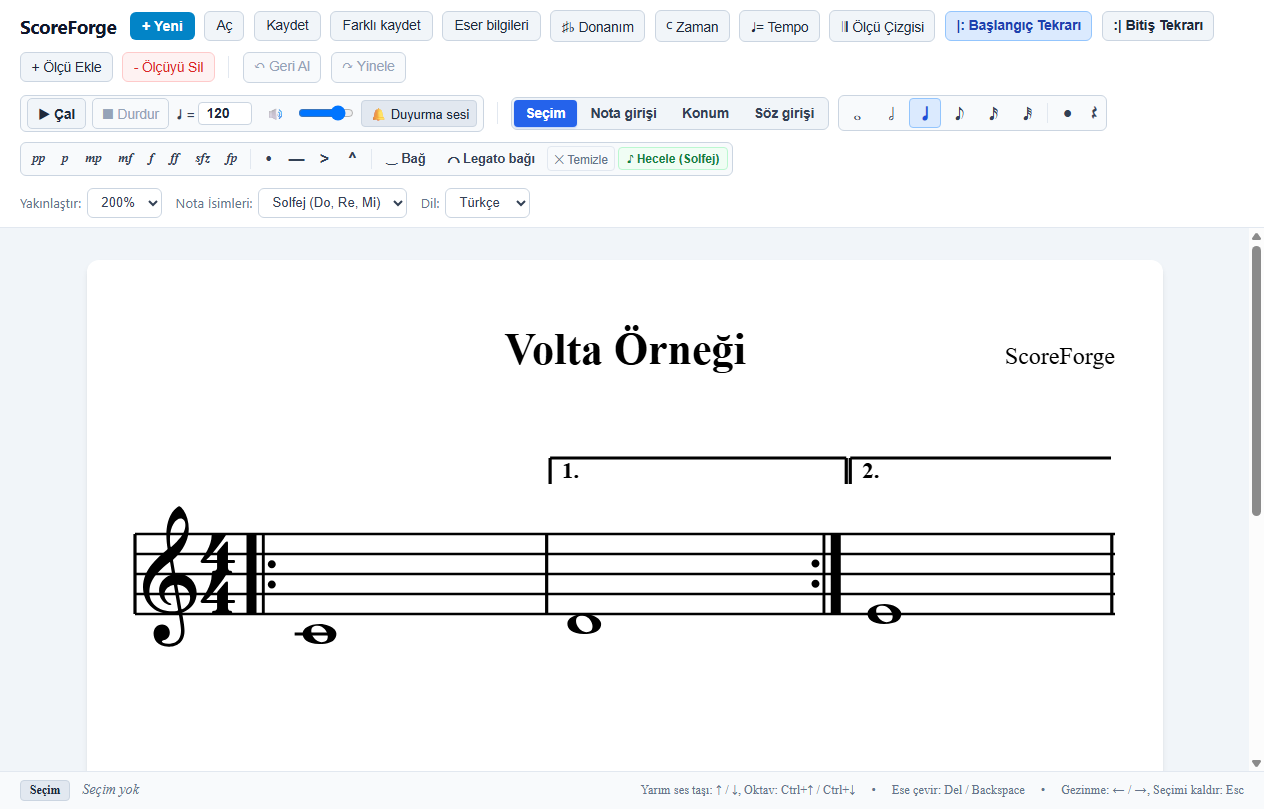 ScoreForge + Yeni Aç Kaydet Farklı kaydet Eser bilgileri ♯♭ Donanım C Zaman ♩= Tempo 𝄃𝄁 Ölçü Çizgisi |: Başlangıç Tekrarı :| Bitiş Tekrarı
+ Ölçü Ekle - Ölçüyü Sil ↶ Geri Al ↷ Yinele
▶ Çal ■ Durdur ♩ = 120 🔊 🔔 Duyurma sesi Seçim Nota girişi Konum Söz girişi
pp p mp mf f ff sfz fp • — > ^ ‿ Bağ ⌒ Legato bağı ✕ Temizle ♪ Hecele (Solfej)
Yakınlaştır: 200% Nota İsimleri: Solfej (Do, Re, Mi) Dil: Türkçe
Volta Örneği
ScoreForge
1. 2.
4
4
Seçim Seçim yok Yarım ses taşı: ↑ / ↓, Oktav: Ctrl+↑ / Ctrl+↓ • Ese çevir: Del / Backspace • Gezinme: ← / →, Seçimi kaldır: Esc